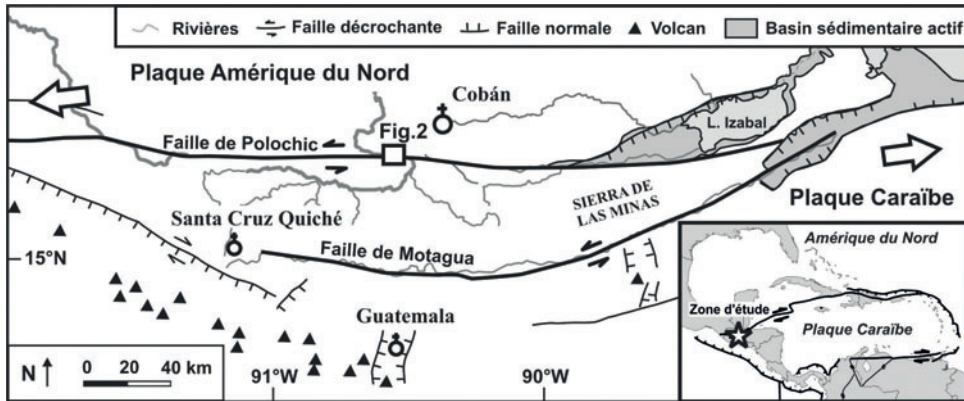 Rivières Faille décrochante Faille normale Volcan Basin sédimentaire actif
Plaque Amérique du Nord
Cobán
Fig.2
L. Izabal
Faille de Polochic
Plaque Caraïbe
SIERRA DE
LAS MINAS
Santa Cruz Quiché
15°N
Faille de Motagua
Amérique du Nord
Zone d'étude
Plaque Caraïbe
Guatemala
N
0 20 40 km
91°W
90°W